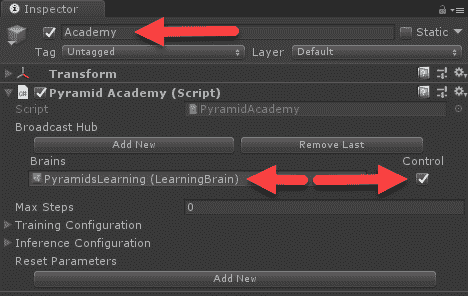 Inspector
Academy
Static
Tag Untagged Layer Default
Transform
Pyramid Academy (Script)
Script PyramidAcademy
Broadcast Hub
Add New Remove Last
Brains Control
PyramidsLearning (LearningBrain)
Max Steps 0
Training Configuration
Inference Configuration
Reset Parameters
Add New